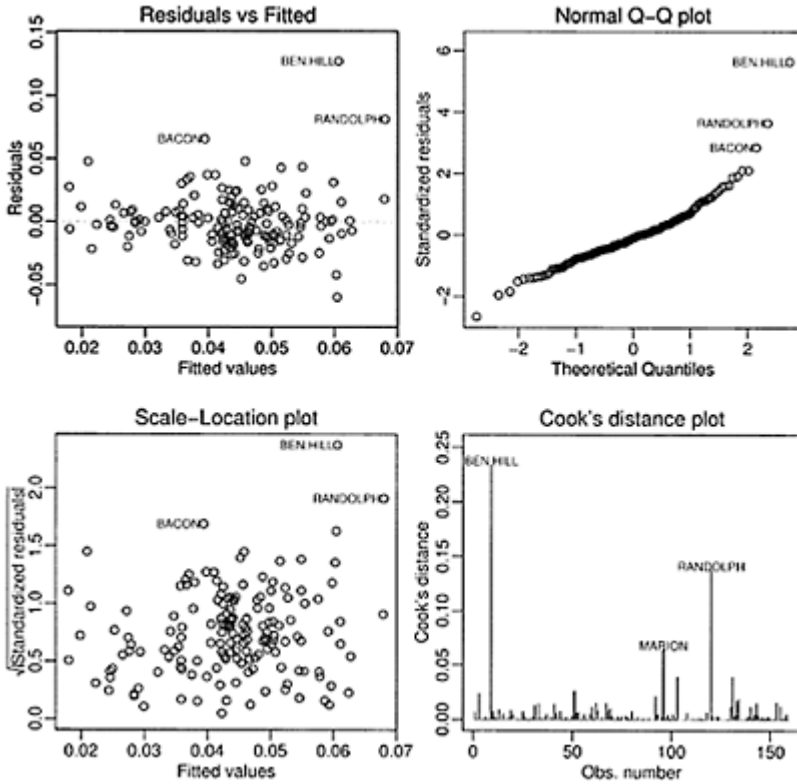 Residuals vs Fitted
0.15
0.10
0.05
0.00
−0.05
Residuals
BEN HILL
RANDOLPH
BACON
0.02 0.03 0.04 0.05 0.06 0.07
Fitted values
Normal Q−Q plot
6
4
2
0
−2
Standardized residuals
BEN HILL
RANDOLPH
BACON
−2 −1 0 1 2
Theoretical Quantiles
Scale−Location plot
2.0
1.5
1.0
0.5
0.0
√|Standardized residuals|
BEN HILL
RANDOLPH
BACON
0.02 0.03 0.04 0.05 0.06 0.07
Fitted values
Cook's distance plot
0.25
0.20
0.15
0.10
0.05
0.00
Cook's distance
BEN HILL
RANDOLPH
MARION
0 50 100 150
Obs. number